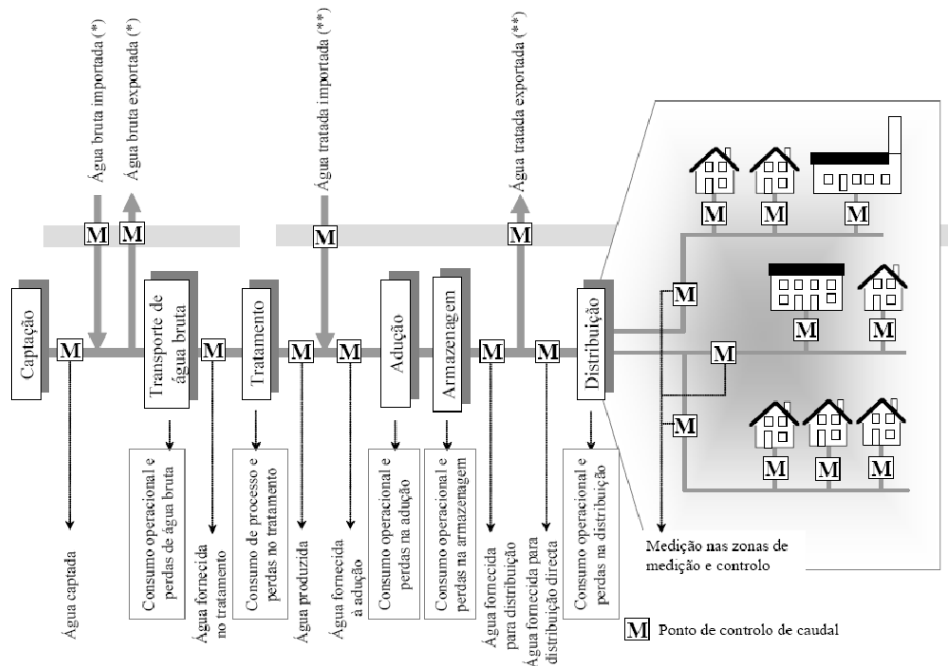 Água bruta importada (*)
Água bruta exportada (*)
Água tratada importada (**)
Água tratada exportada (**)
M
M
M
M
Captação
M
Transporte de
água bruta
M
Tratamento
M
M
Adução
Armazenagem
M
M
Distribuição
M
M
M
M
M
M
M
M
M
M
M
Água captada
Consumo operacional e
perdas de água bruta
Água fornecida
no tratamento
Consumo de processo e
perdas no tratamento
Água produzida
Água fornecida
à adução
Consumo operacional e
perdas na adução
Consumo operacional e
perdas na armazenagem
Água fornecida
para distribuição
Água fornecida para
distribuição directa
Consumo operacional e
perdas na distribuição
Medição nas zonas de
medição e controlo
M Ponto de controlo de caudal